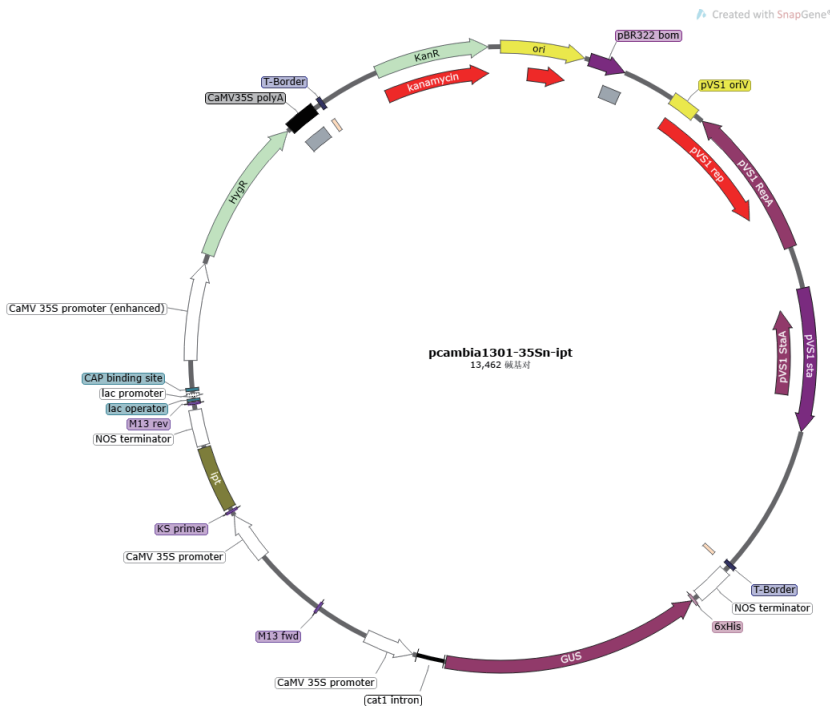 Created with SnapGene®
KanR
ori
pBR322 bom
kanamycin
T-Border
CaMV35S polyA
pVS1 oriV
pVS1 rep
pVS1 RepA
HygR
CaMV 35S promoter (enhanced)
pcambia1301-35Sn-ipt
13,462 碱基对
pVS1 StaA
pVS1 sta
CAP binding site
lac promoter
lac operator
M13 rev
NOS terminator
ipt
KS primer
CaMV 35S promoter
T-Border
NOS terminator
6xHis
M13 fwd
GUS
CaMV 35S promoter
cat1 intron